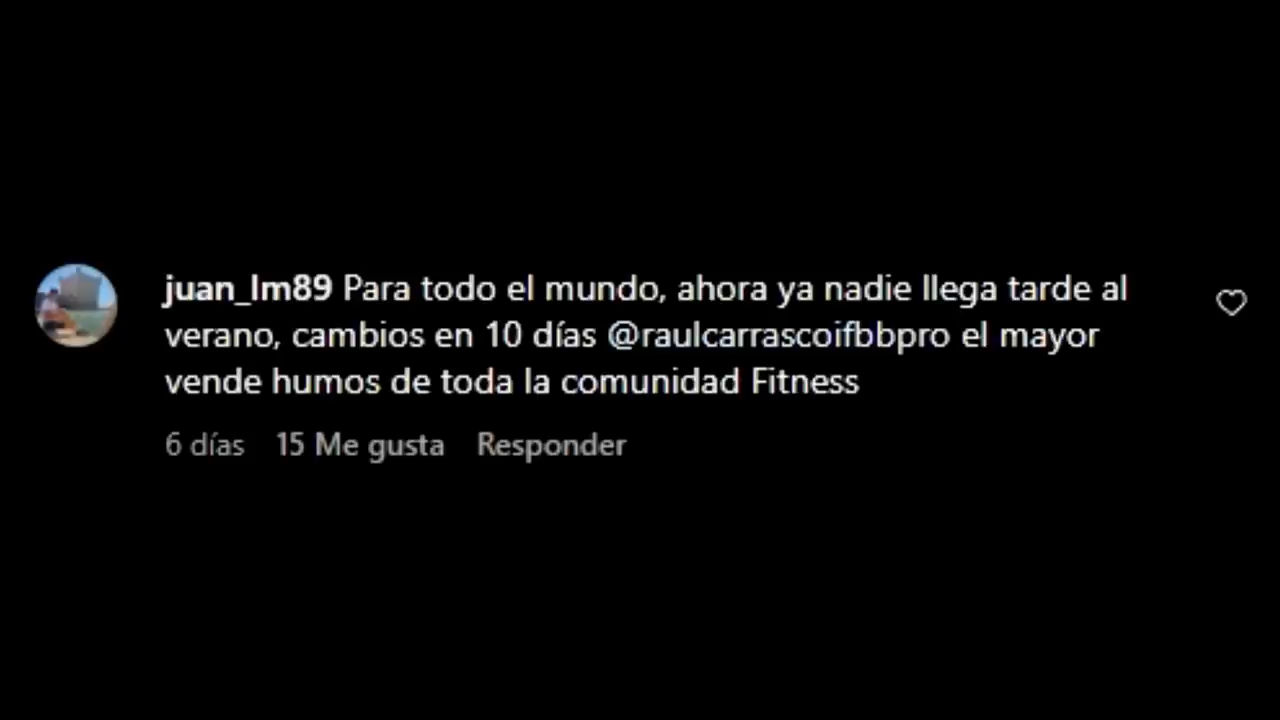 juan_lm89 Para todo el mundo, ahora ya nadie llega tarde al
verano, cambios en 10 días @raulcarrascoifbbpro el mayor
vende humos de toda la comunidad Fitness
6 días 15 Me gusta Responder